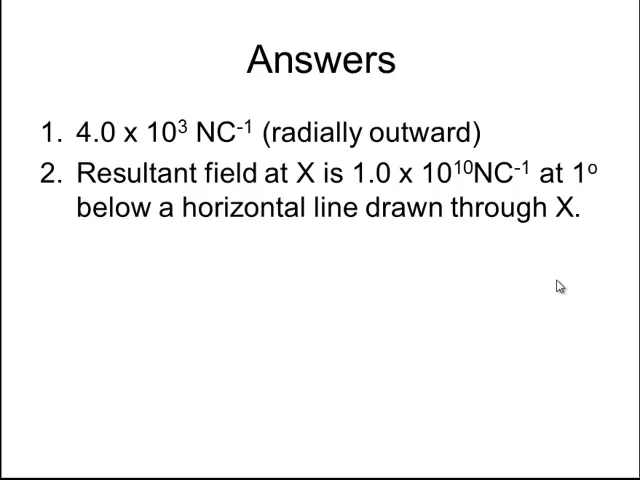 Answers
1. 4.0 x 10³ NC⁻¹ (radially outward)
2. Resultant field at X is 1.0 x 10¹⁰NC⁻¹ at 1º
below a horizontal line drawn through X.